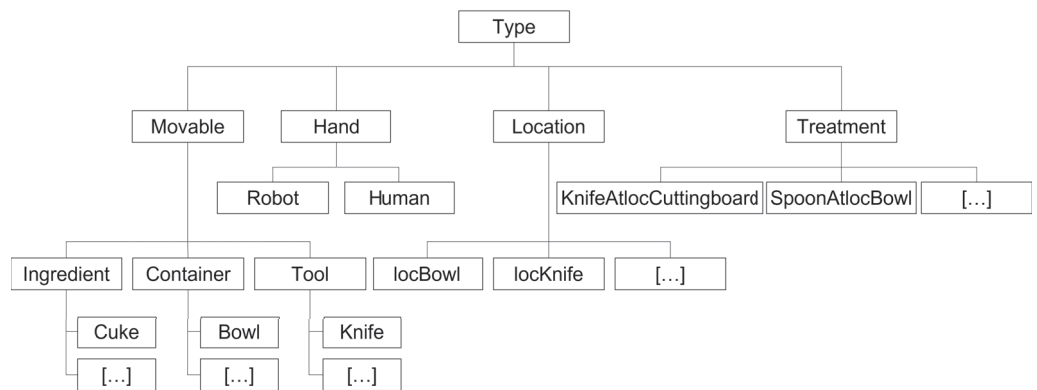 Type
Movable
Hand
Location
Treatment
Robot
Human
KnifeAtlocCuttingboard
SpoonAtlocBowl
[…]
Ingredient
Container
Tool
locBowl
locKnife
[…]
Cuke
Bowl
Knife
[…]
[…]
[…]